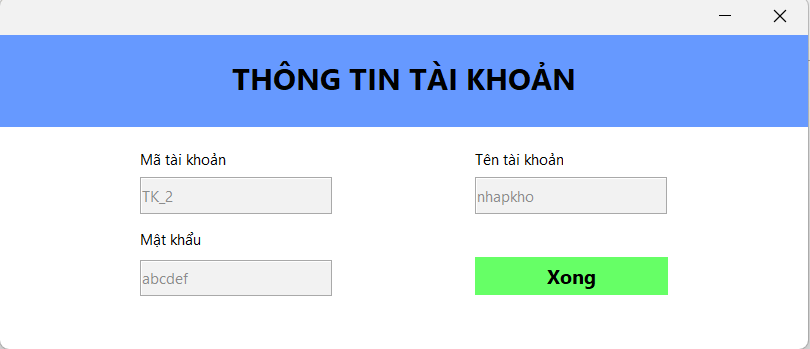 THÔNG TIN TÀI KHOẢN
Mã tài khoản
Tên tài khoản
TK_2
nhapkho
Mật khẩu
abcdef
Xong